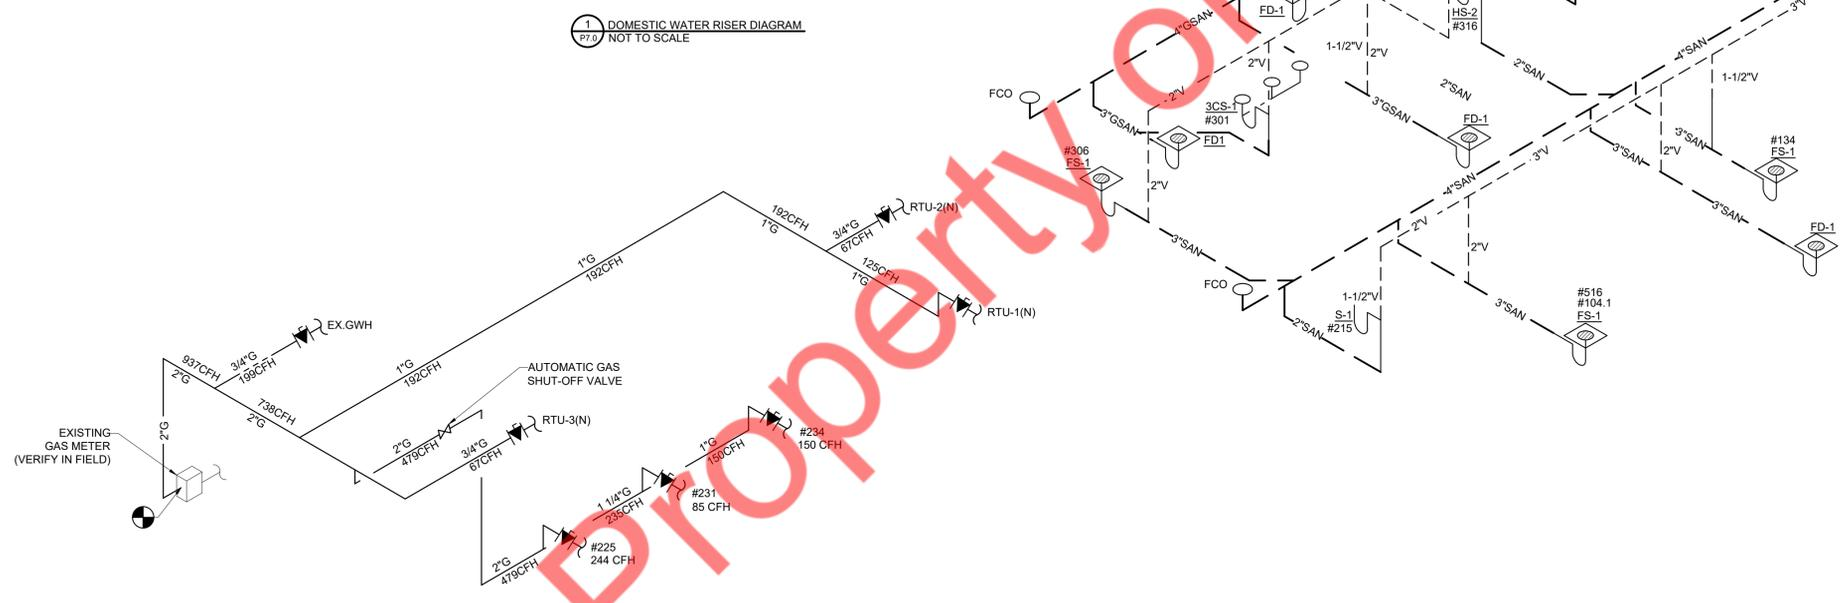 1
P7.0
DOMESTIC WATER RISER DIAGRAM
NOT TO SCALE
EX.GWH
3/4"G
199CFH
937CFH
2"G
738CFH
2"G
2"G
EXISTING
GAS METER
(VERIFY IN FIELD)
1"G
192CFH
1"G
192CFH
192CFH
1"G
3/4"G
67CFH
RTU-2(N)
125CFH
1"G
RTU-1(N)
AUTOMATIC GAS
SHUT-OFF VALVE
2"G
479CFH
3/4"G
67CFH
RTU-3(N)
1"G
150CFH
#234
150 CFH
1 1/4"G
235CFH
#231
85 CFH
2"G
479CFH
#225
244 CFH
Property
4"GSAN
FD-1
HS-2
#316
1-1/2"V
2"V
2"V
2"V
FCO
3"GSAN
3CS-1
#301
FD1
#306
FS-1
2"V
3"SAN
FCO
2"SAN
2"SAN
3"GSAN
FD-1
4"SAN
3"V
1-1/2"V
3"SAN
#134
FS-1
3"SAN
2"V
3"V
4"SAN
3"SAN
FD-1
2"V
2"V
1-1/2"V
S-1
#215
2"SAN
3"SAN
#516
#104.1
FS-1